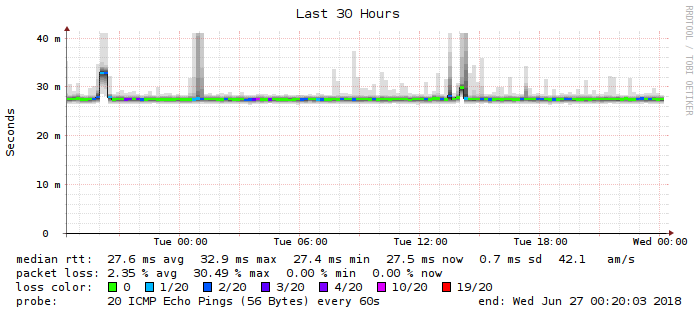 Last 30 Hours
RRDTOOL / TOBI OETIKER
Seconds
40 m
30 m
20 m
10 m
0
Tue 00:00 Tue 06:00 Tue 12:00 Tue 18:00 Wed 00:00
median rtt: 27.6 ms avg 32.9 ms max 27.4 ms min 27.5 ms now 0.7 ms sd 42.1 am/s
packet loss: 2.35 % avg 30.49 % max 0.00 % min 0.00 % now
loss color: 0 1/20 2/20 3/20 4/20 10/20 19/20
probe: 20 ICMP Echo Pings (56 Bytes) every 60s end: Wed Jun 27 00:20:03 2018